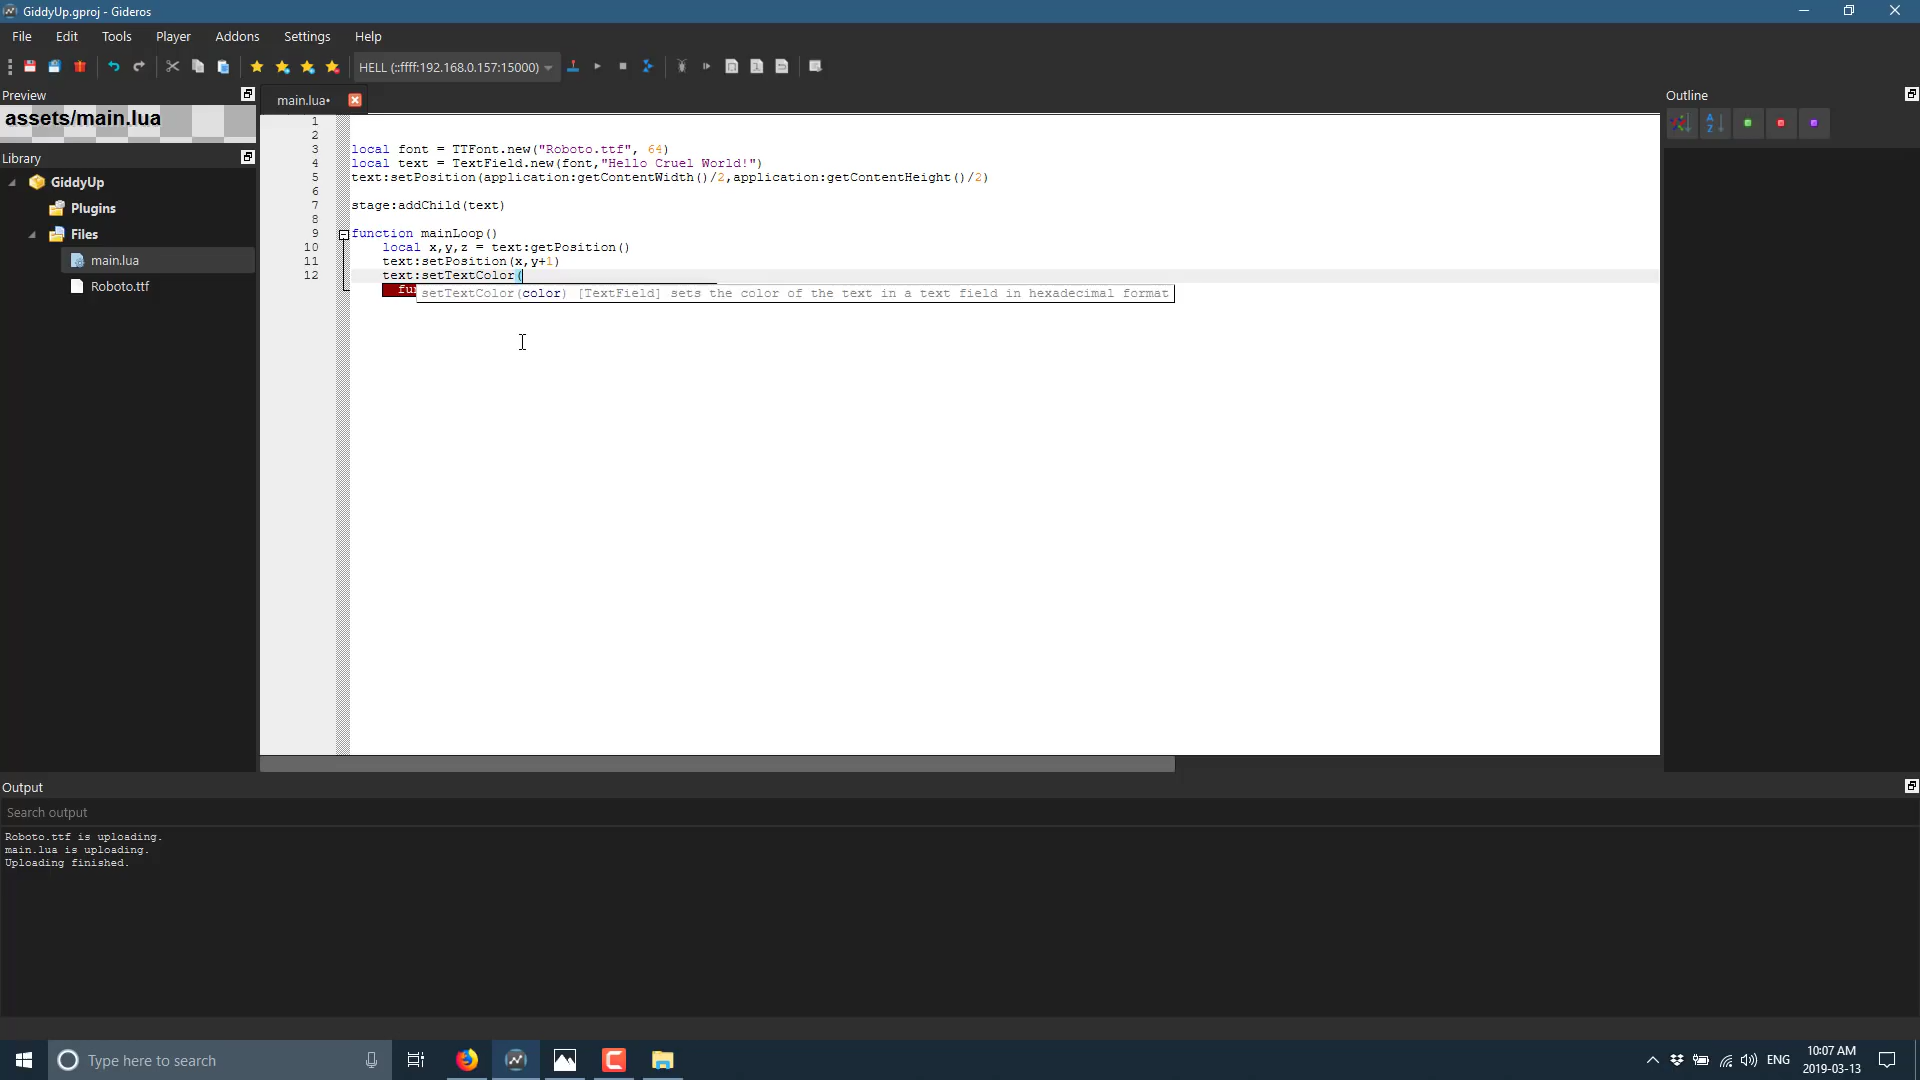 GiddyUp.gproj - Gideros
File Edit Tools Player Addons Settings Help
HELL (::ffff:192.168.0.157:15000)
Preview
main.lua•
Outline
assets/main.lua
Library
GiddyUp
Plugins
Files
main.lua
Roboto.ttf
1
2
3 local font = TTFont.new("Roboto.ttf", 64)
4 local text = TextField.new(font,"Hello Cruel World!")
5 text:setPosition(application:getContentWidth()/2,application:getContentHeight()/2)
6
7 stage:addChild(text)
8
9 function mainLoop()
10 local x,y,z = text:getPosition()
11 text:setPosition(x,y+1)
12 text:setTextColor(
setTextColor(color) [TextField] sets the color of the text in a text field in hexadecimal format
Output
Search output
Roboto.ttf is uploading.
main.lua is uploading.
Uploading finished.
Type here to search
ENG
10:07 AM
2019-03-13